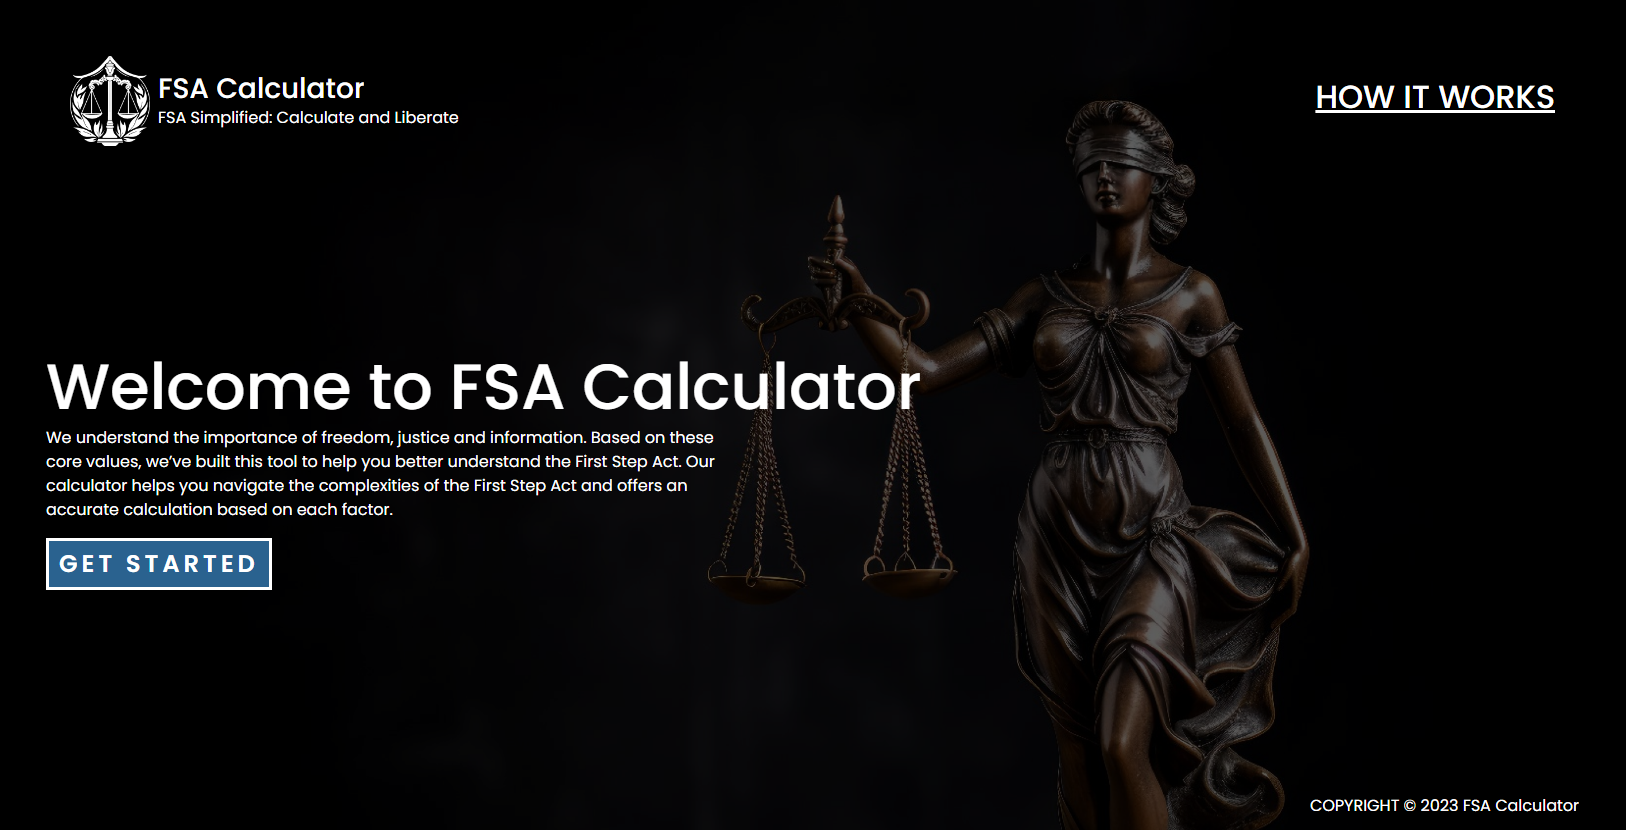 FSA Calculator
FSA Simplified: Calculate and Liberate
HOW IT WORKS
Welcome to FSA Calculator
We understand the importance of freedom, justice and information. Based on these
core values, we’ve built this tool to help you better understand the First Step Act. Our
calculator helps you navigate the complexities of the First Step Act and offers an
accurate calculation based on each factor.
GET STARTED
COPYRIGHT © 2023 FSA Calculator